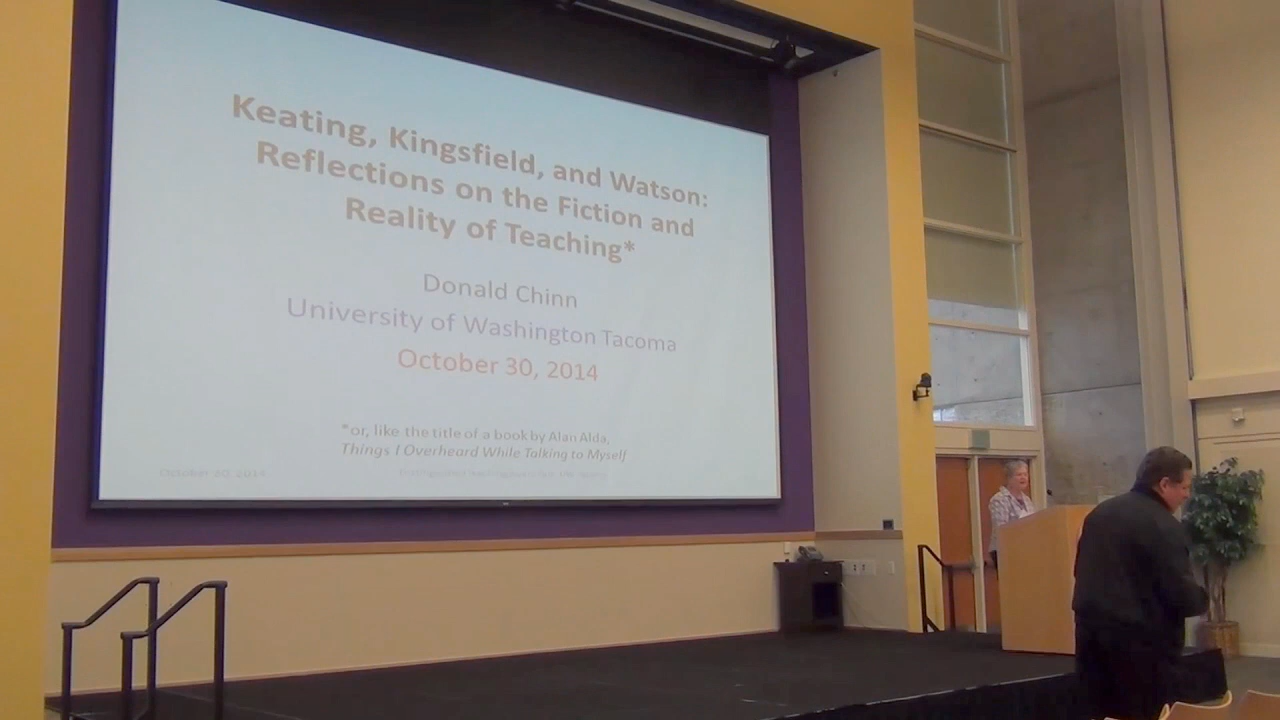 Keating, Kingsfield, and Watson:
Reflections on the Fiction and
Reality of Teaching*
Donald Chinn
University of Washington Tacoma
October 30, 2014
*or, like the title of a book by Alan Alda,
Things I Overheard While Talking to Myself
October 30, 2014